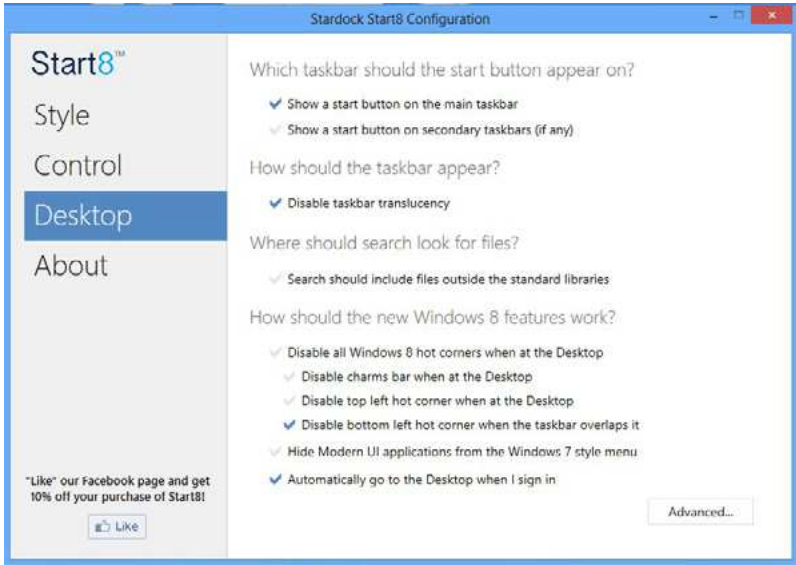 Stardock Start8 Configuration
Start8™
Style
Control
Desktop
About
"Like" our Facebook page and get
10% off your purchase of Start8!
Like
Which taskbar should the start button appear on?
Show a start button on the main taskbar
Show a start button on secondary taskbars (if any)
How should the taskbar appear?
Disable taskbar translucency
Where should search look for files?
Search should include files outside the standard libraries
How should the new Windows 8 features work?
Disable all Windows 8 hot corners when at the Desktop
Disable charms bar when at the Desktop
Disable top left hot corner when at the Desktop
Disable bottom left hot corner when the taskbar overlaps it
Hide Modern UI applications from the Windows 7 style menu
Automatically go to the Desktop when I sign in
Advanced...